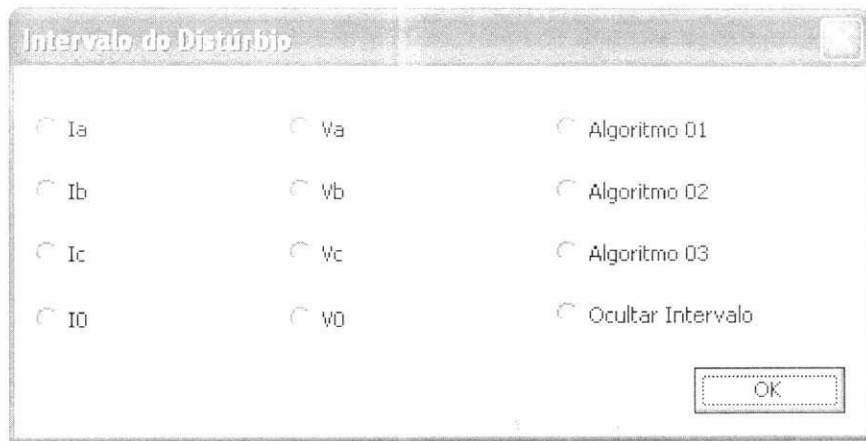 Intervalo do Distúrbio
Ia Va Algoritmo 01
Ib Vb Algoritmo 02
Ic Vc Algoritmo 03
I0 V0 Ocultar Intervalo
OK